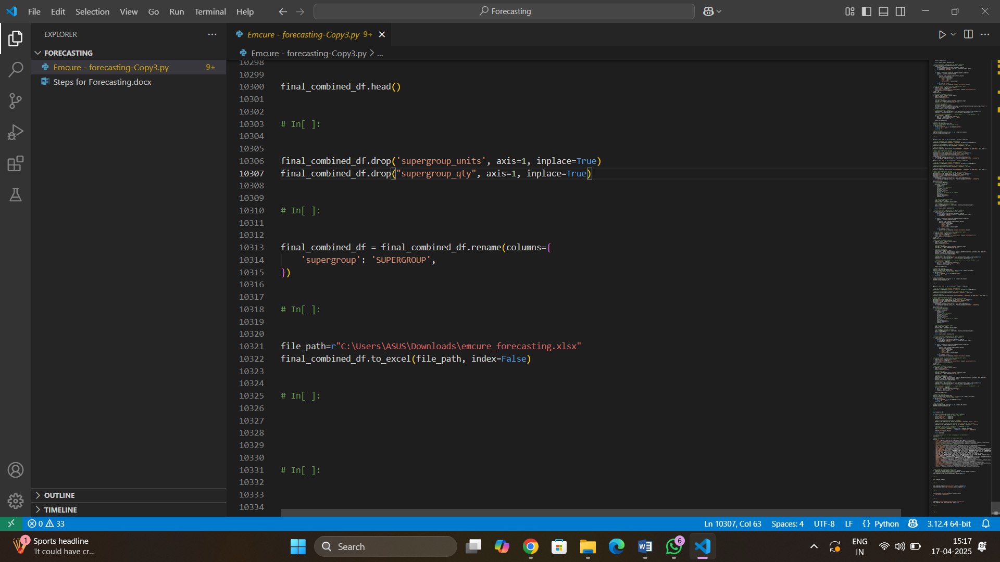 File Edit Selection View Go Run Terminal Help
Forecasting
EXPLORER
FORECASTING
Emcure - forecasting-Copy3.py 9+
Steps for Forecasting.docx
OUTLINE
TIMELINE
Emcure - forecasting-Copy3.py 9+
Emcure - forecasting-Copy3.py > ...
10298
10299
10300 final_combined_df.head()
10301
10302
10303 # In[ ]:
10304
10305
10306 final_combined_df.drop('supergroup_units', axis=1, inplace=True)
10307 final_combined_df.drop("supergroup_qty", axis=1, inplace=True)
10308
10309
10310 # In[ ]:
10311
10312
10313 final_combined_df = final_combined_df.rename(columns={
10314 'supergroup': 'SUPERGROUP',
10315 })
10316
10317
10318 # In[ ]:
10319
10320
10321 file_path=r"C:\Users\ASUS\Downloads\emcure_forecasting.xlsx"
10322 final_combined_df.to_excel(file_path, index=False)
10323
10324
10325 # In[ ]:
10326
10327
10328
10329
10330
10331 # In[ ]:
10332
10333
10334
0 33
Ln 10307, Col 63 Spaces: 4 UTF-8 LF {} Python 3.12.4 64-bit
1
Sports headline
'It could have cr...
Search
6
ENG
IN
15:17
17-04-2025